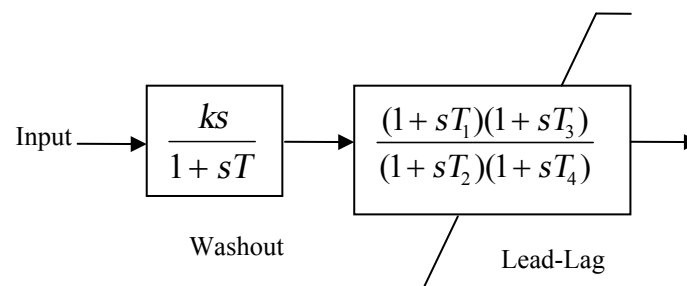 Input
ks
1 + sT
Washout
(1 + sT₁)(1 + sT₃)
(1 + sT₂)(1 + sT₄)
Lead-Lag